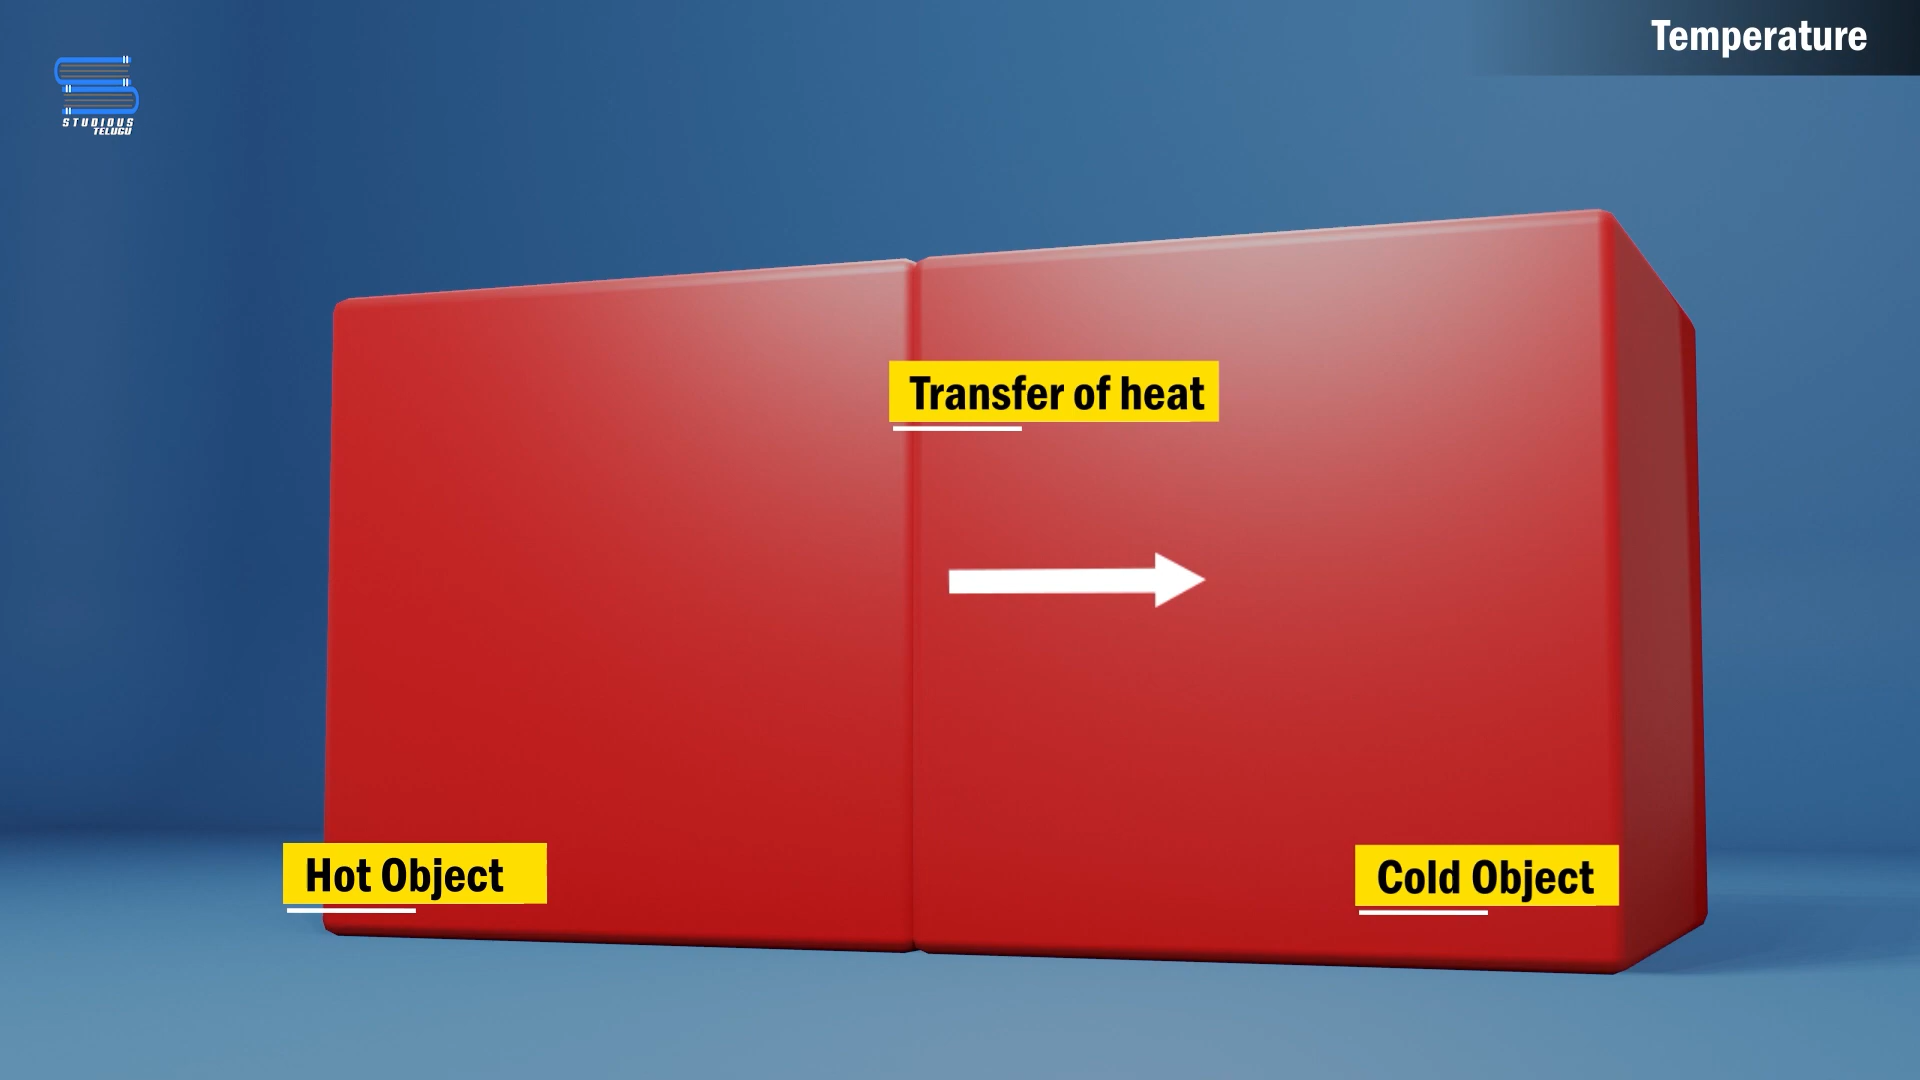 Temperature
STUDIOUS
TELUGU
Transfer of heat
Hot Object
Cold Object